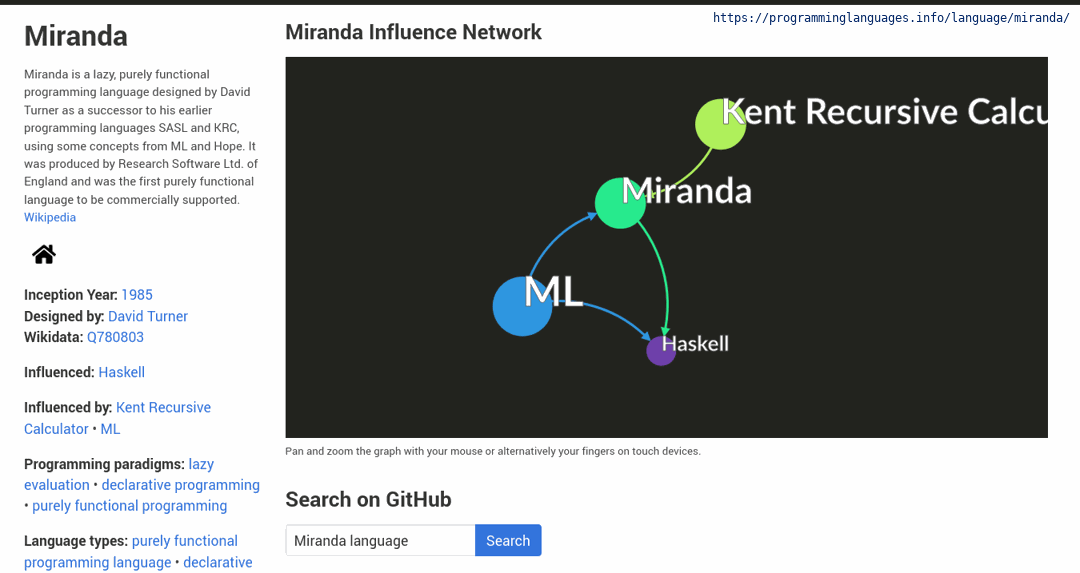 https://programminglanguages.info/language/miranda/
Miranda
Miranda is a lazy, purely functional
programming language designed by David
Turner as a successor to his earlier
programming languages SASL and KRC,
using some concepts from ML and Hope. It
was produced by Research Software Ltd. of
England and was the first purely functional
language to be commercially supported.
Wikipedia
Inception Year: 1985
Designed by: David Turner
Wikidata: Q780803
Influenced: Haskell
Influenced by: Kent Recursive
Calculator • ML
Programming paradigms: lazy
evaluation • declarative programming
• purely functional programming
Language types: purely functional
programming language • declarative
Miranda Influence Network
Kent Recursive Calcu
Miranda
ML
Haskell
Pan and zoom the graph with your mouse or alternatively your fingers on touch devices.
Search on GitHub
Miranda language
Search